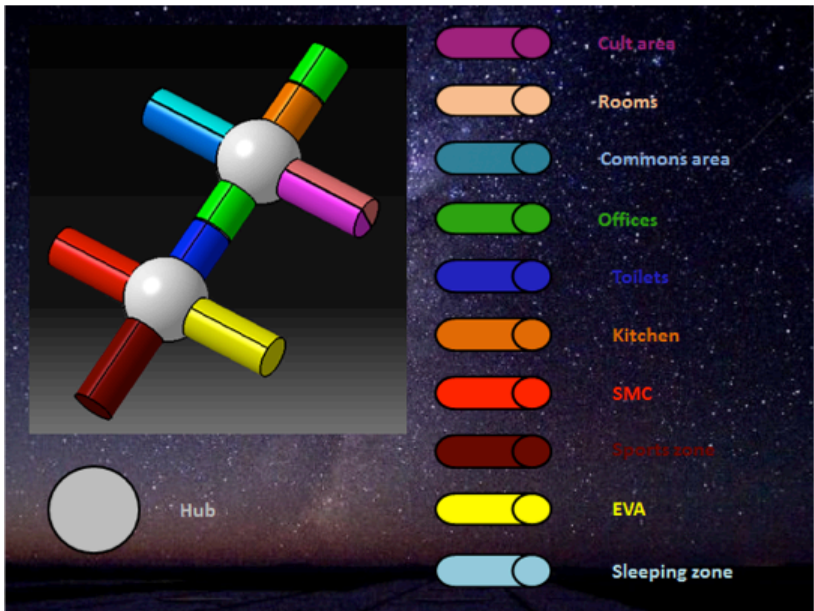 Cult area
Rooms
Commons area
Offices
Toilets
Kitchen
SMC
Sports zone
Hub
EVA
Sleeping zone